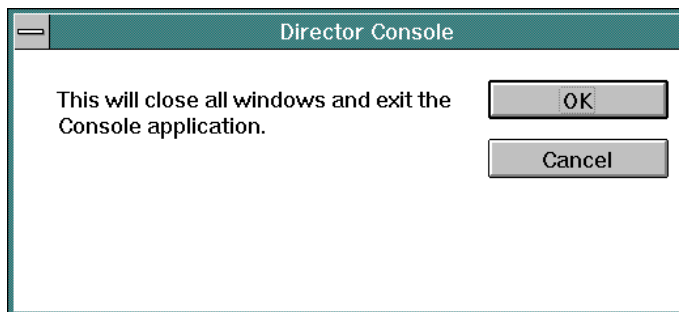 Director Console
This will close all windows and exit the
Console application.
OK
Cancel